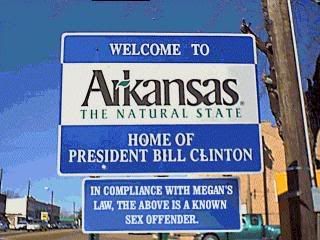 WELCOME TO
Arkansas®
THE NATURAL STATE
HOME OF
PRESIDENT BILL CLINTON
IN COMPLIANCE WITH MEGAN'S
LAW, THE ABOVE IS A KNOWN
SEX OFFENDER.